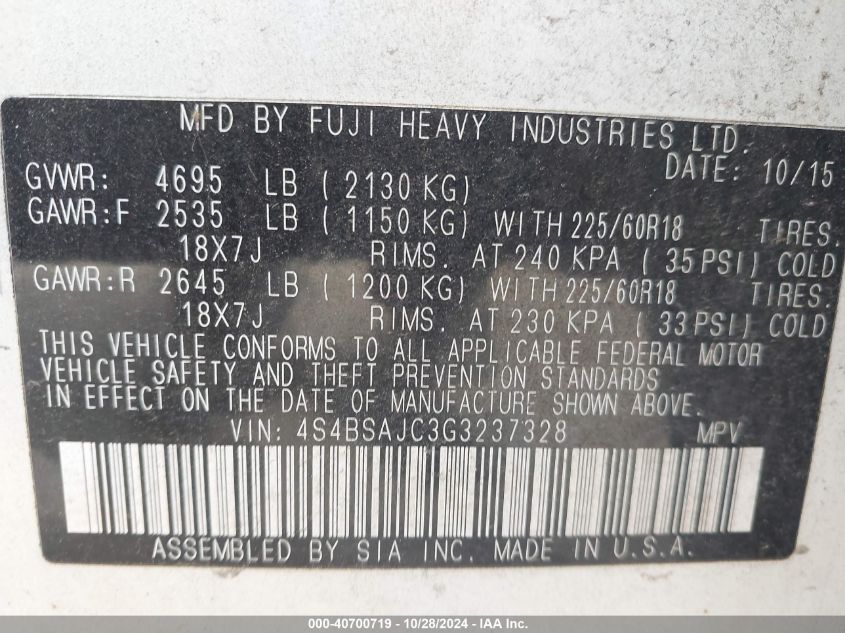 MFD BY FUJI HEAVY INDUSTRIES LTD.
DATE: 10/15
GVWR: 4695 LB ( 2130 KG)
GAWR:F 2535 LB ( 1150 KG) WITH 225/60R18 TIRES.
18X7J RIMS. AT 240 KPA ( 35 PSI) COLD
GAWR:R 2645 LB ( 1200 KG) WITH 225/60R18 TIRES.
18X7J RIMS. AT 230 KPA ( 33 PSI) COLD
THIS VEHICLE CONFORMS TO ALL APPLICABLE FEDERAL MOTOR
VEHICLE SAFETY AND THEFT PREVENTION STANDARDS
IN EFFECT ON THE DATE OF MANUFACTURE SHOWN ABOVE.
VIN: 4S4BSAJC3G3237328 MPV
ASSEMBLED BY SIA INC. MADE IN U.S.A.
000-40700719 - 10/28/2024 - COPYRIGHT IAA, LLC.